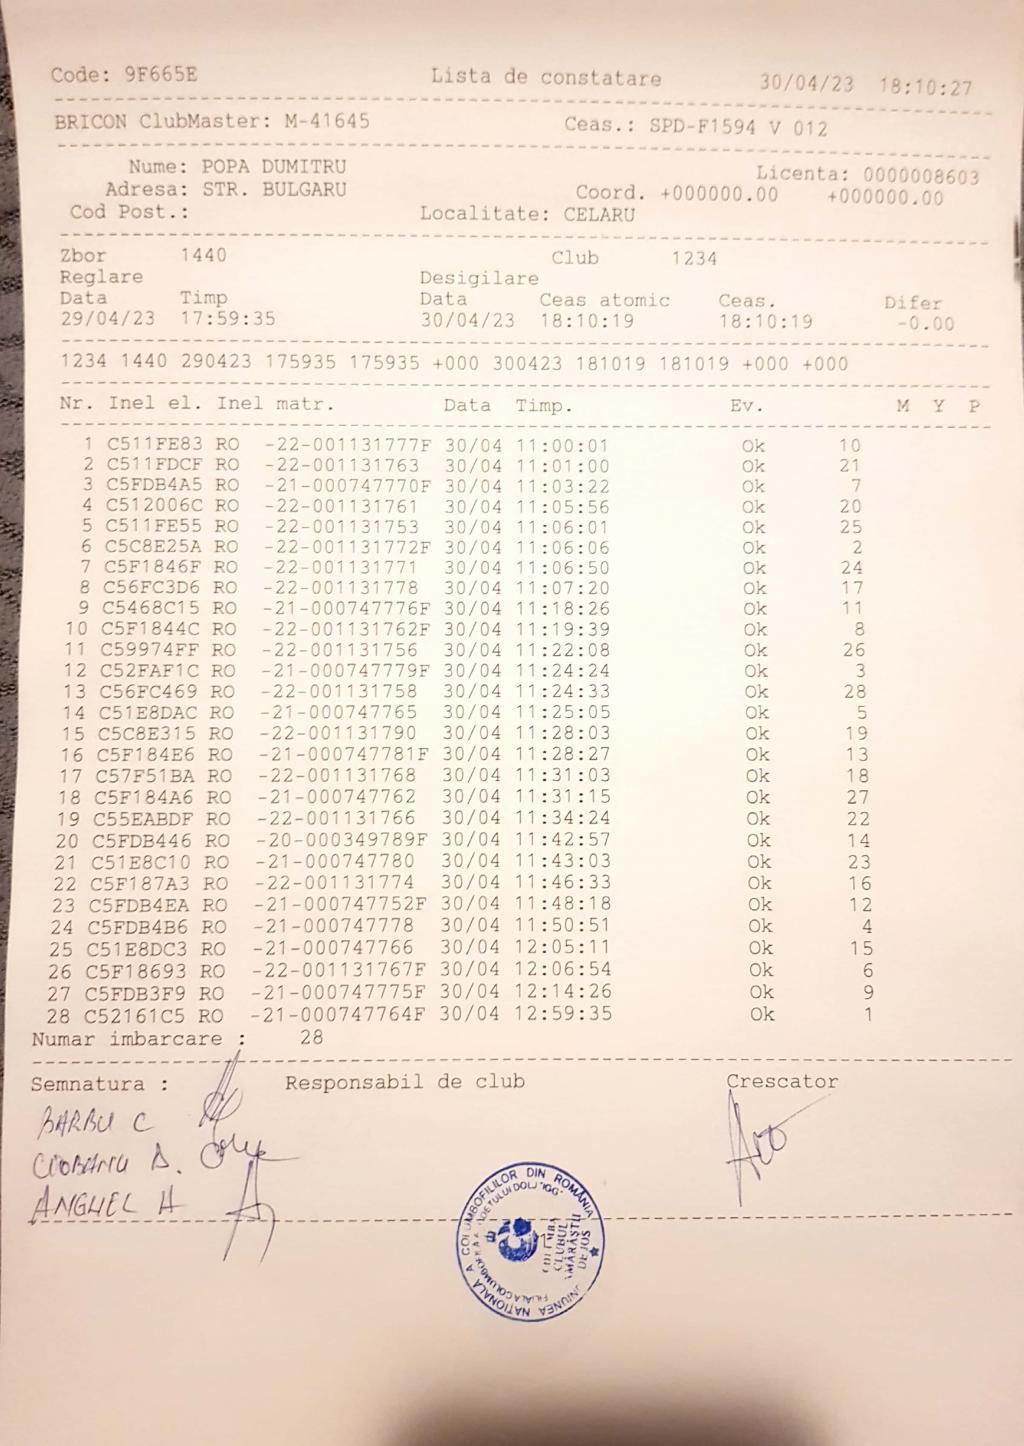 Code: 9F665E Lista de constatare 30/04/23 18:10:27
BRICON ClubMaster: M-41645 Ceas.: SPD-F1594 V 012
Nume: POPA DUMITRU Licenta: 0000008603
Adresa: STR. BULGARU Coord. +000000.00 +000000.00
Cod Post.: Localitate: CELARU
Zbor 1440 Club 1234
Reglare Desigilare
Data Timp Data Ceas atomic Ceas. Difer
29/04/23 17:59:35 30/04/23 18:10:19 18:10:19 -0.00
1234 1440 290423 175935 175935 +000 300423 181019 181019 +000 +000
Nr. Inel el. Inel matr. Data Timp. Ev. M Y P
1 C511FE83 RO -22-001131777F 30/04 11:00:01 Ok 10
2 C511FDCF RO -22-001131763 30/04 11:01:00 Ok 21
3 C5FDB4A5 RO -21-000747770F 30/04 11:03:22 Ok 7
4 C512006C RO -22-001131761 30/04 11:05:56 Ok 20
5 C511FE55 RO -22-001131753 30/04 11:06:01 Ok 25
6 C5C8E25A RO -22-001131772F 30/04 11:06:06 Ok 2
7 C5F1846F RO -22-001131771 30/04 11:06:50 Ok 24
8 C56FC3D6 RO -22-001131778 30/04 11:07:20 Ok 17
9 C5468C15 RO -21-000747776F 30/04 11:18:26 Ok 11
10 C5F1844C RO -22-001131762F 30/04 11:19:39 Ok 8
11 C59974FF RO -22-001131756 30/04 11:22:08 Ok 26
12 C52FAF1C RO -21-000747779F 30/04 11:24:24 Ok 3
13 C56FC469 RO -22-001131758 30/04 11:24:33 Ok 28
14 C51E8DAC RO -21-000747765 30/04 11:25:05 Ok 5
15 C5C8E315 RO -22-001131790 30/04 11:28:03 Ok 19
16 C5F184E6 RO -21-000747781F 30/04 11:28:27 Ok 13
17 C57F51BA RO -22-001131768 30/04 11:31:03 Ok 18
18 C5F184A6 RO -21-000747762 30/04 11:31:15 Ok 27
19 C55EABDF RO -22-001131766 30/04 11:34:24 Ok 22
20 C5FDB446 RO -20-000349789F 30/04 11:42:57 Ok 14
21 C51E8C10 RO -21-000747780 30/04 11:43:03 Ok 23
22 C5F187A3 RO -22-001131774 30/04 11:46:33 Ok 16
23 C5FDB4EA RO -21-000747752F 30/04 11:48:18 Ok 12
24 C5FDB4B6 RO -21-000747778 30/04 11:50:51 Ok 4
25 C51E8DC3 RO -21-000747766 30/04 12:05:11 Ok 15
26 C5F18693 RO -22-001131767F 30/04 12:06:54 Ok 6
27 C5FDB3F9 RO -21-000747775F 30/04 12:14:26 Ok 9
28 C52161C5 RO -21-000747764F 30/04 12:59:35 Ok 1
Numar imbarcare : 28
Semnatura : Responsabil de club Crescator
BARBU C
CIOBANU D.
ANGHEL H
UNIUNEA NATIONALA A COLUMBOFILILOR DIN ROMÂNIA
CLUBUL
AMĂRĂȘTII
DE JOS